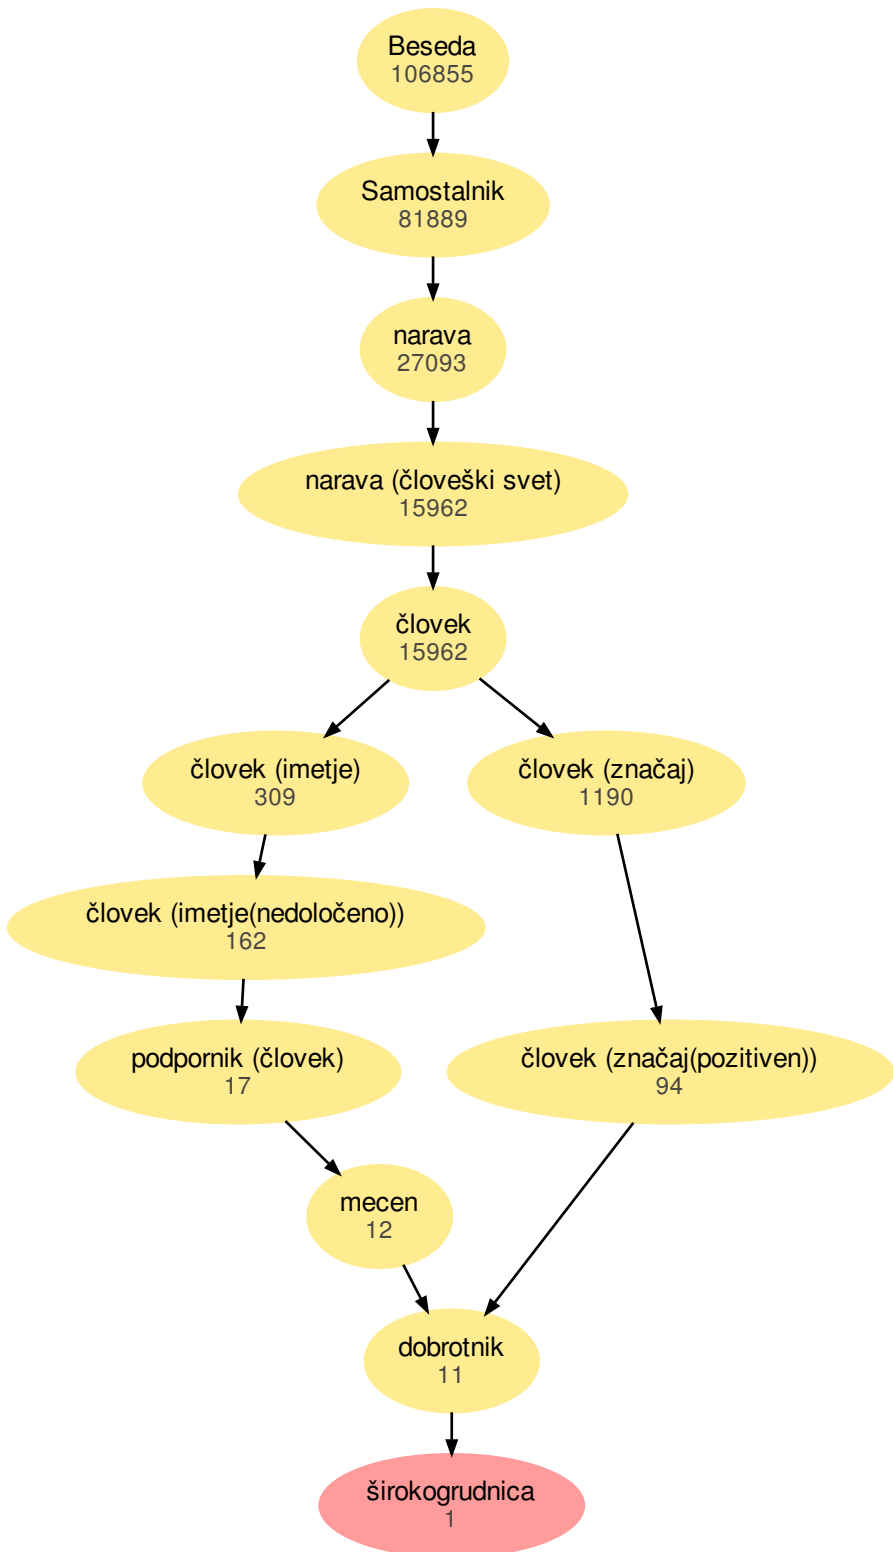 Beseda
106855
Samostalnik
81889
narava
27093
narava (človeški svet)
15962
človek
15962
človek (imetje)
309
človek (značaj)
1190
človek (imetje(nedoločeno))
162
podpornik (človek)
17
človek (značaj(pozitiven))
94
mecen
12
dobrotnik
11
širokogrudnica
1